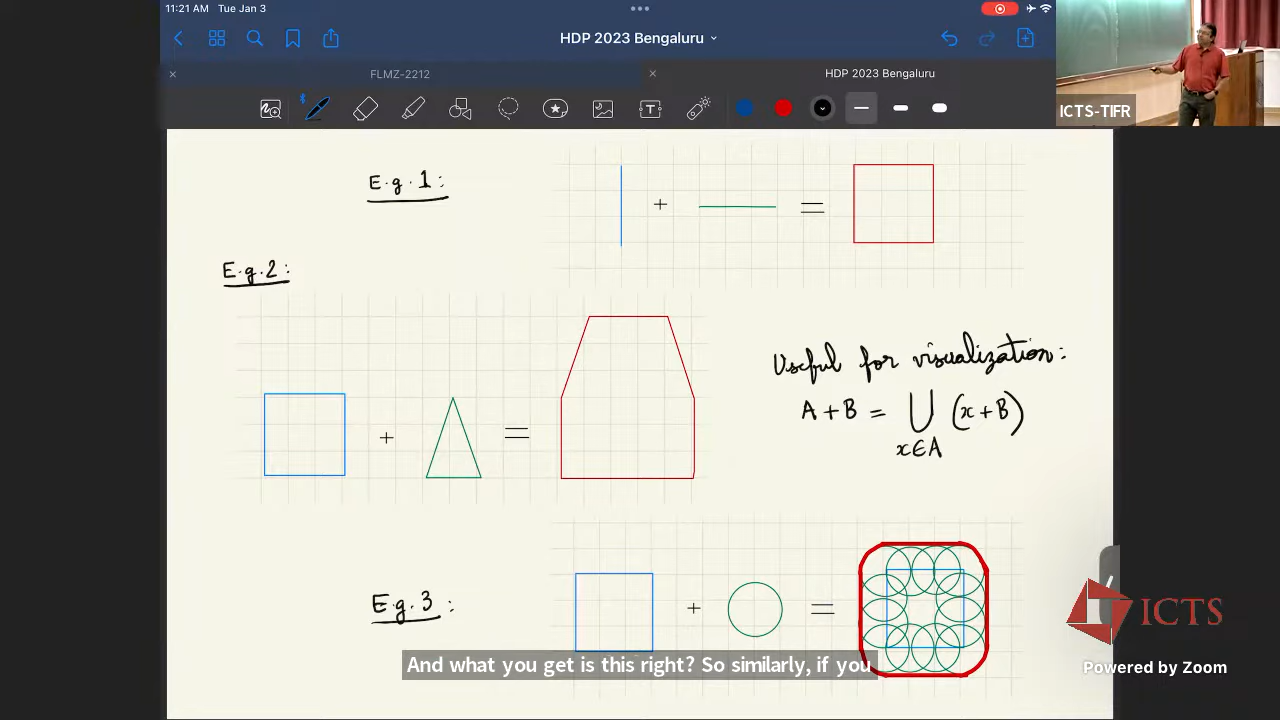 11:21 AM Tue Jan 3
HDP 2023 Bengaluru
FLMZ-2212
HDP 2023 Bengaluru
ICTS-TIFR
E.g.1:
+ =
E.g.2:
+ =
Useful for visualization:
A + B = ⋃ (x+B)
x∈A
E.g.3:
+ =
And what you get is this right? So similarly, if you
ICTS
Powered by Zoom